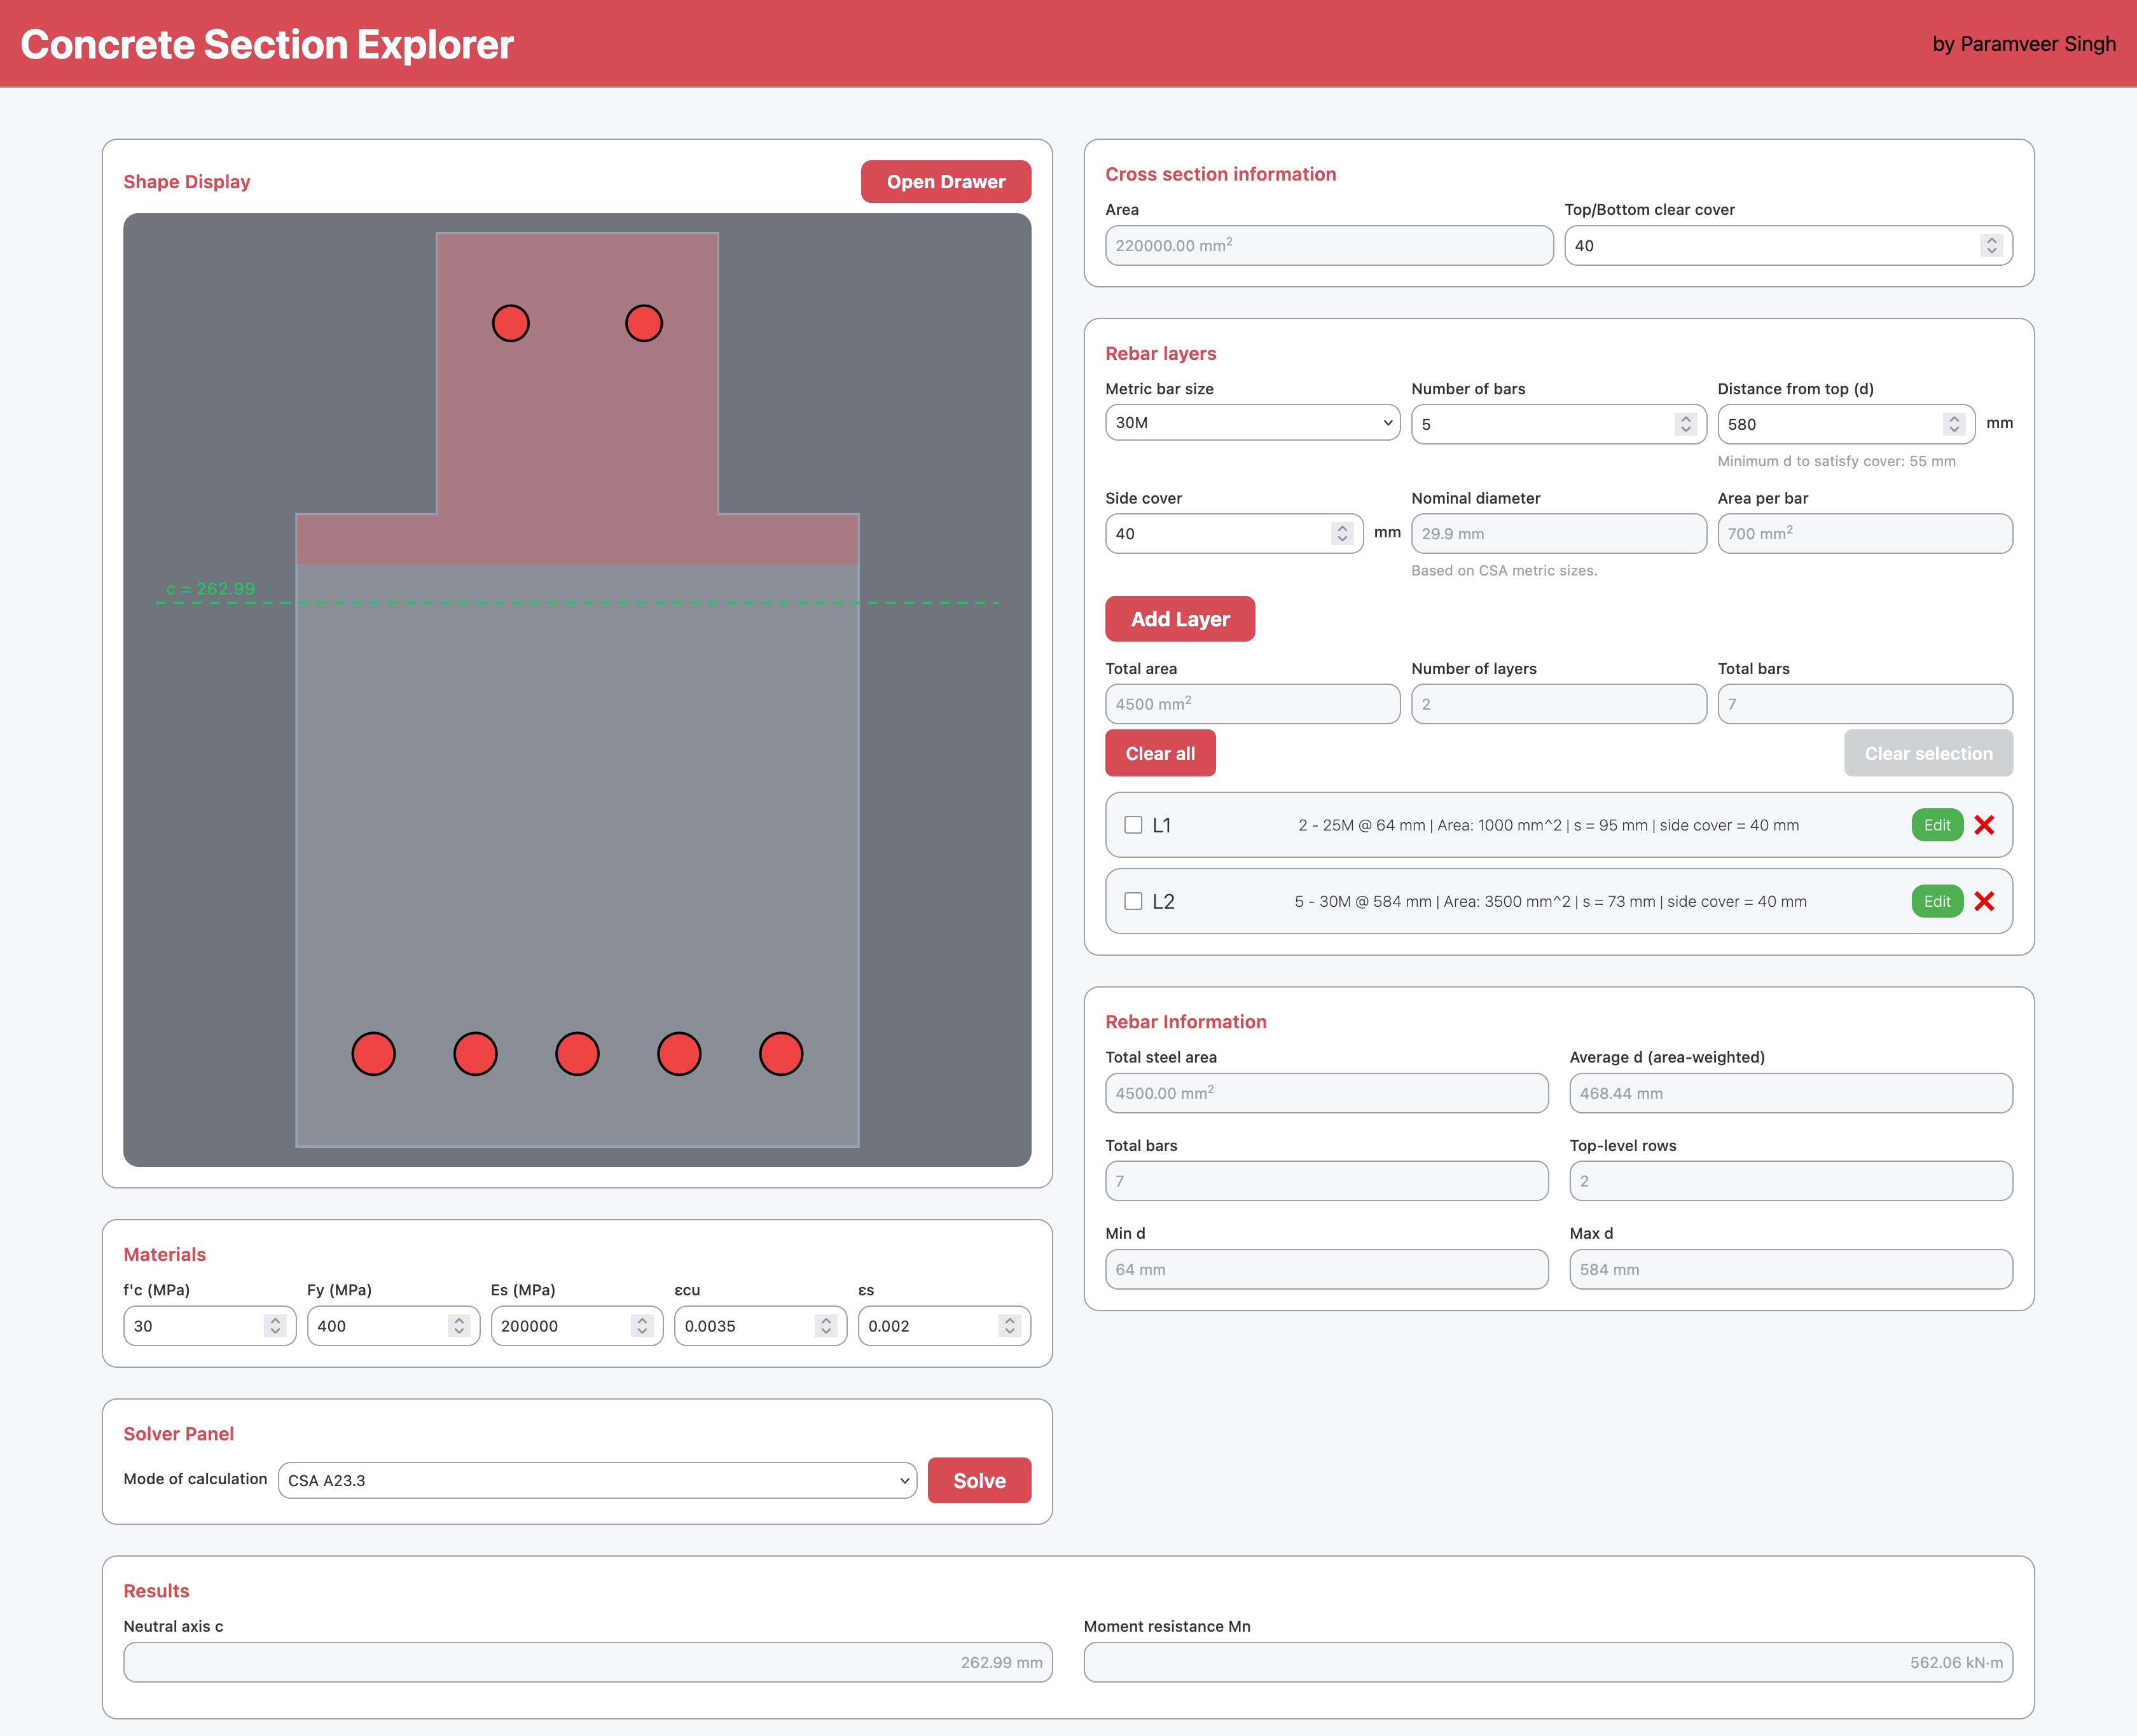 Concrete Section Explorer
by Paramveer Singh
Shape Display
Open Drawer
c = 262.99
Materials
f'c (MPa) Fy (MPa) Es (MPa) εcu εs
30 400 200000 0.0035 0.002
Solver Panel
Mode of calculation CSA A23.3 Solve
Cross section information
Area Top/Bottom clear cover
220000.00 mm² 40
Rebar layers
Metric bar size Number of bars Distance from top (d)
30M 5 580 mm
Minimum d to satisfy cover: 55 mm
Side cover Nominal diameter Area per bar
40 mm 29.9 mm 700 mm²
Based on CSA metric sizes.
Add Layer
Total area Number of layers Total bars
4500 mm² 2 7
Clear all Clear selection
L1 2 - 25M @ 64 mm | Area: 1000 mm^2 | s = 95 mm | side cover = 40 mm Edit
L2 5 - 30M @ 584 mm | Area: 3500 mm^2 | s = 73 mm | side cover = 40 mm Edit
Rebar Information
Total steel area Average d (area-weighted)
4500.00 mm² 468.44 mm
Total bars Top-level rows
7 2
Min d Max d
64 mm 584 mm
Results
Neutral axis c Moment resistance Mn
262.99 mm 562.06 kN·m